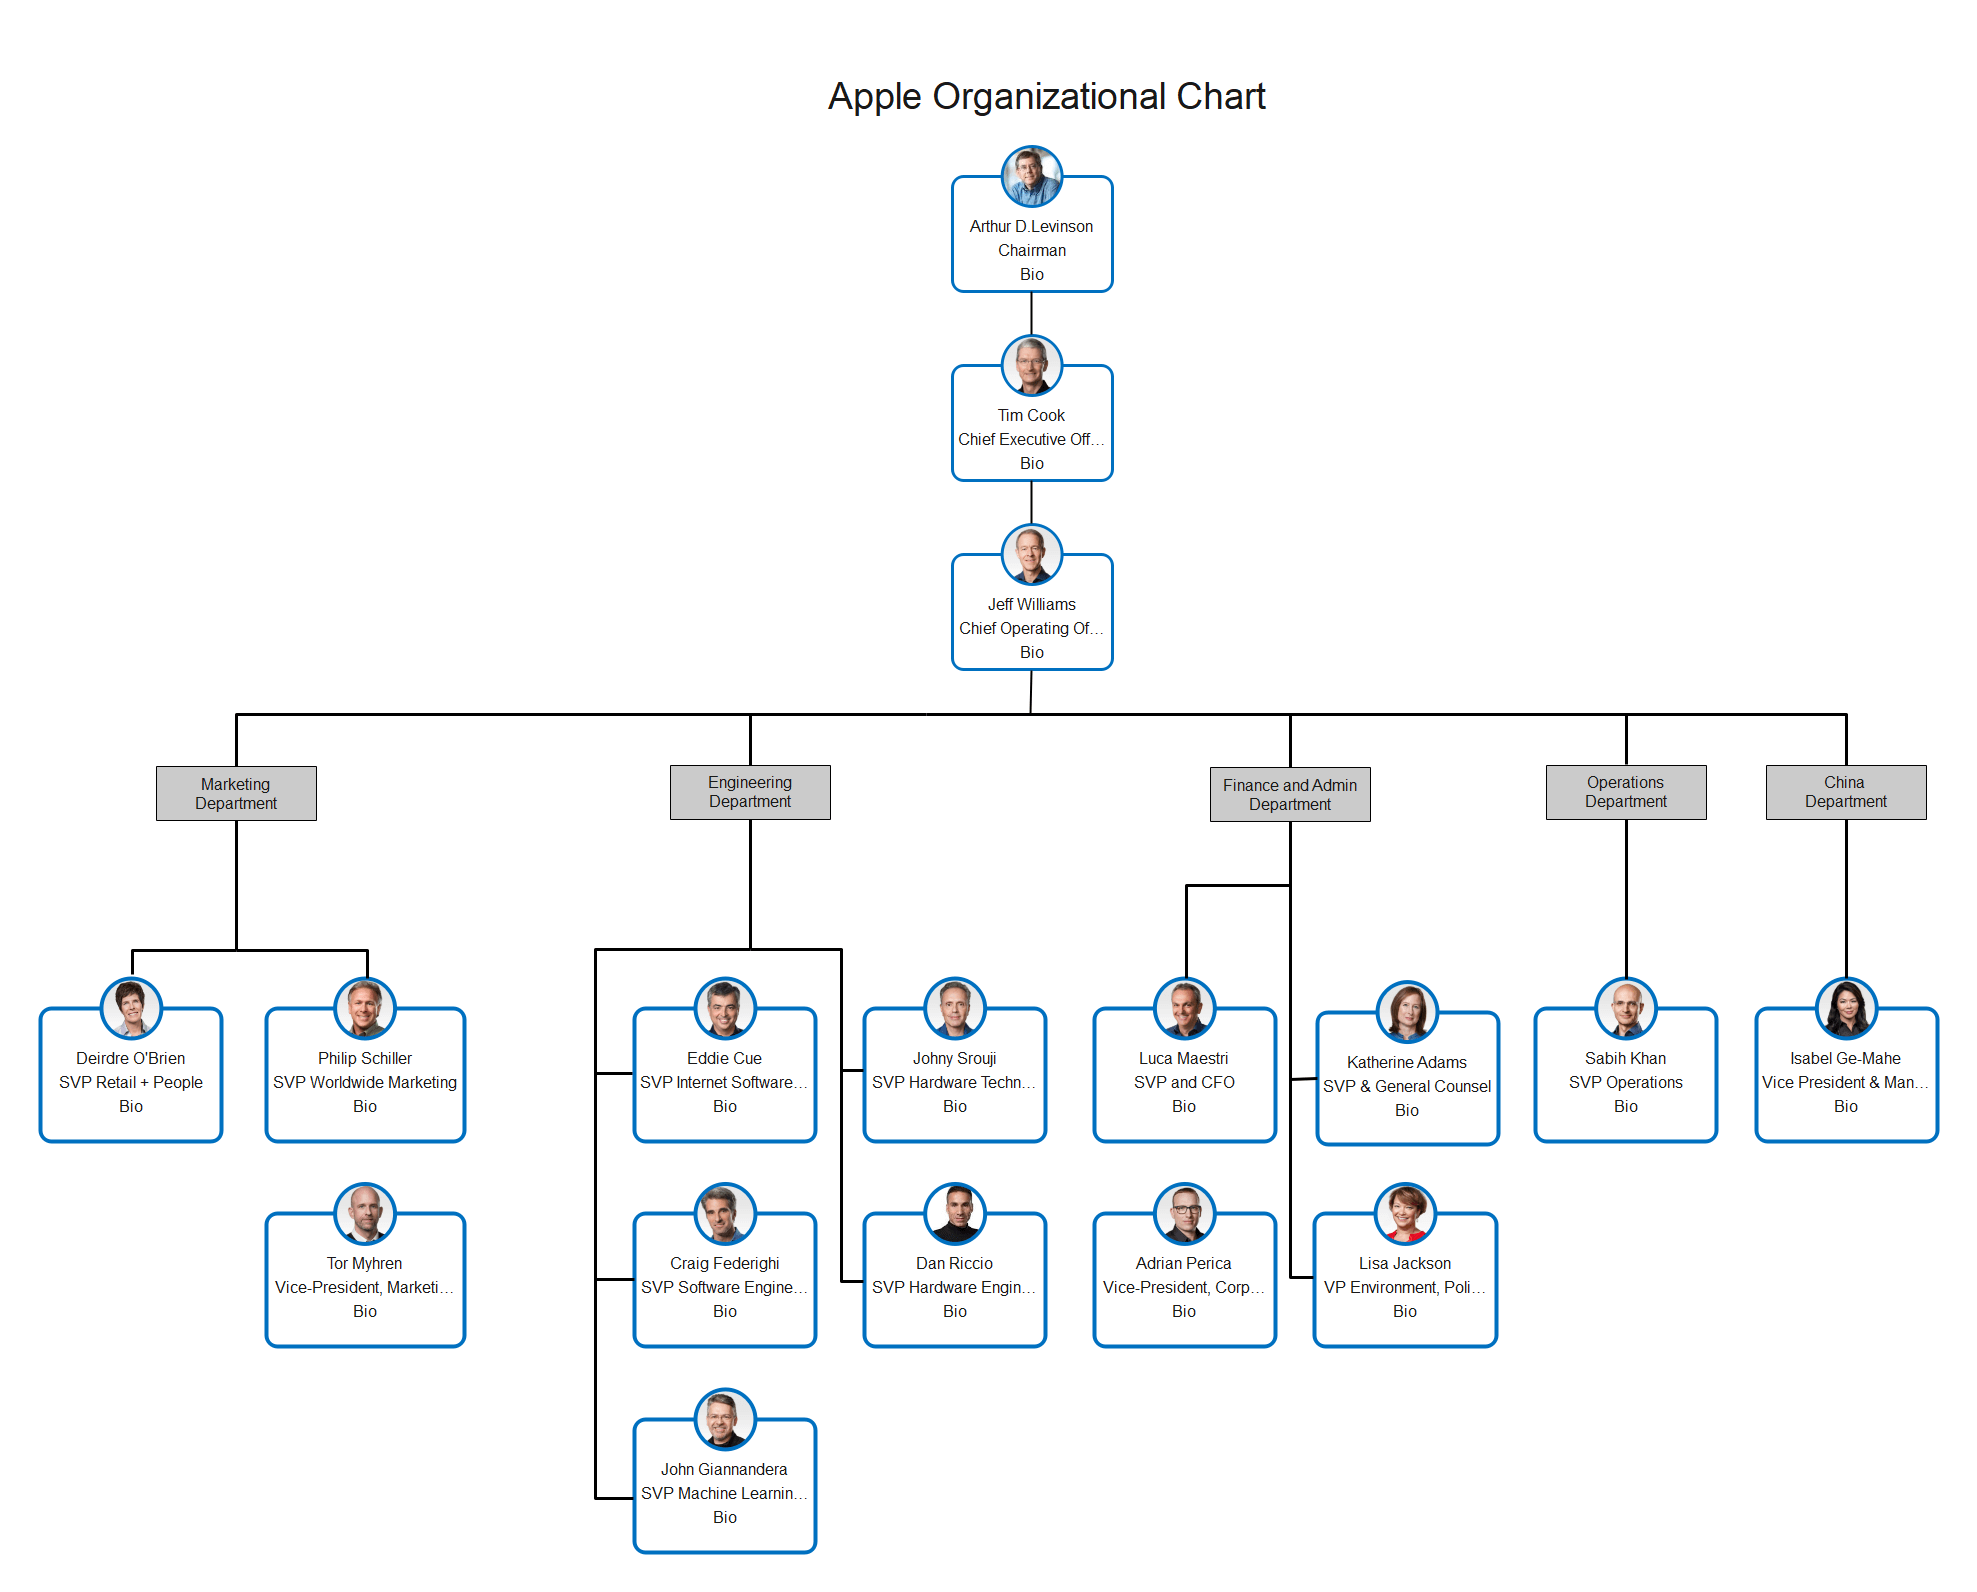 Apple Organizational Chart
Arthur D.Levinson
Chairman
Bio
Tim Cook
Chief Executive Off...
Bio
Jeff Williams
Chief Operating Of...
Bio
Marketing
Department
Engineering
Department
Finance and Admin
Department
Operations
Department
China
Department
Deirdre O'Brien
SVP Retail + People
Bio
Philip Schiller
SVP Worldwide Marketing
Bio
Eddie Cue
SVP Internet Software...
Bio
Johny Srouji
SVP Hardware Techn...
Bio
Luca Maestri
SVP and CFO
Bio
Katherine Adams
SVP & General Counsel
Bio
Sabih Khan
SVP Operations
Bio
Isabel Ge-Mahe
Vice President & Man...
Bio
Tor Myhren
Vice-President, Marketi...
Bio
Craig Federighi
SVP Software Enginee...
Bio
Dan Riccio
SVP Hardware Engin...
Bio
Adrian Perica
Vice-President, Corp...
Bio
Lisa Jackson
VP Environment, Poli...
Bio
John Giannandera
SVP Machine Learnin...
Bio